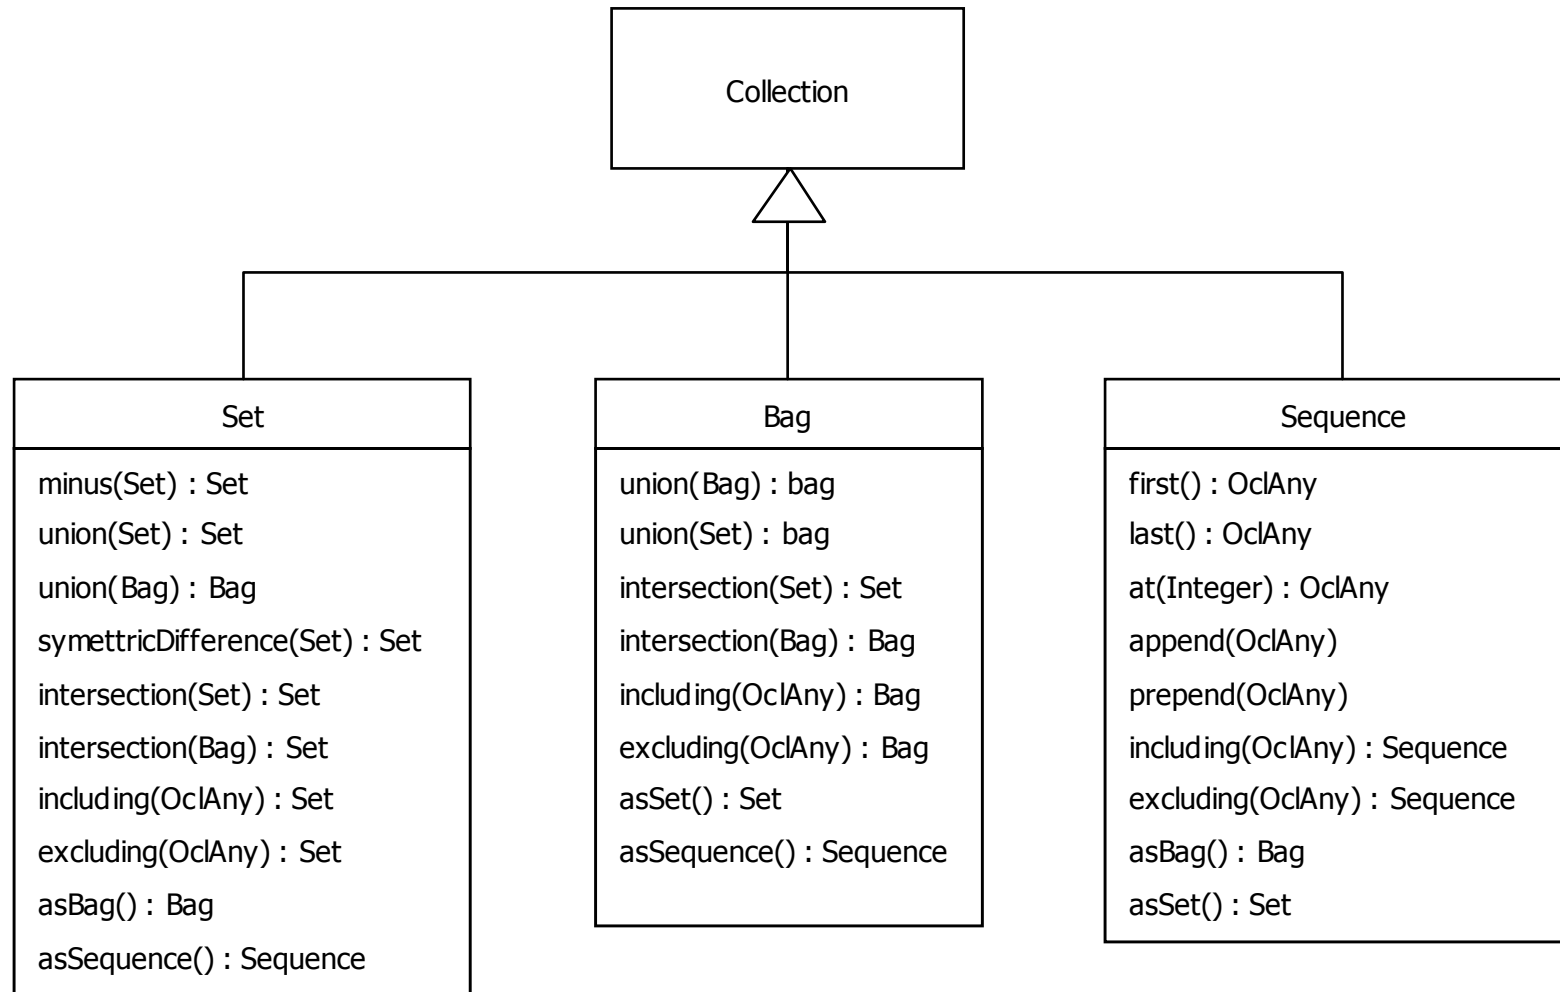 Collection
Set
minus(Set) : Set
union(Set) : Set
union(Bag) : Bag
symettricDifference(Set) : Set
intersection(Set) : Set
intersection(Bag) : Set
including(OclAny) : Set
excluding(OclAny) : Set
asBag() : Bag
asSequence() : Sequence
Bag
union(Bag) : bag
union(Set) : bag
intersection(Set) : Set
intersection(Bag) : Bag
including(OclAny) : Bag
excluding(OclAny) : Bag
asSet() : Set
asSequence() : Sequence
Sequence
first() : OclAny
last() : OclAny
at(Integer) : OclAny
append(OclAny)
prepend(OclAny)
including(OclAny) : Sequence
excluding(OclAny) : Sequence
asBag() : Bag
asSet() : Set